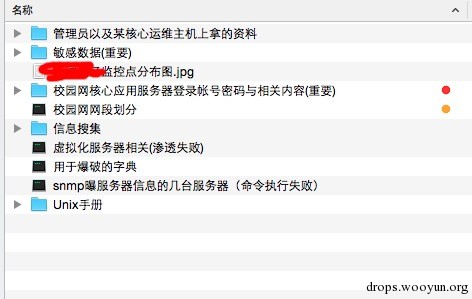 名称
管理员以及某核心运维主机上拿的资料
敏感数据(重要)
监控点分布图.jpg
校园网核心应用服务器登录帐号密码与相关内容(重要)
校园网网段划分
信息搜集
虚拟化服务器相关(渗透失败)
用于爆破的字典
snmp曝服务器信息的几台服务器（命令执行失败）
Unix手册
drops.wooyun.org